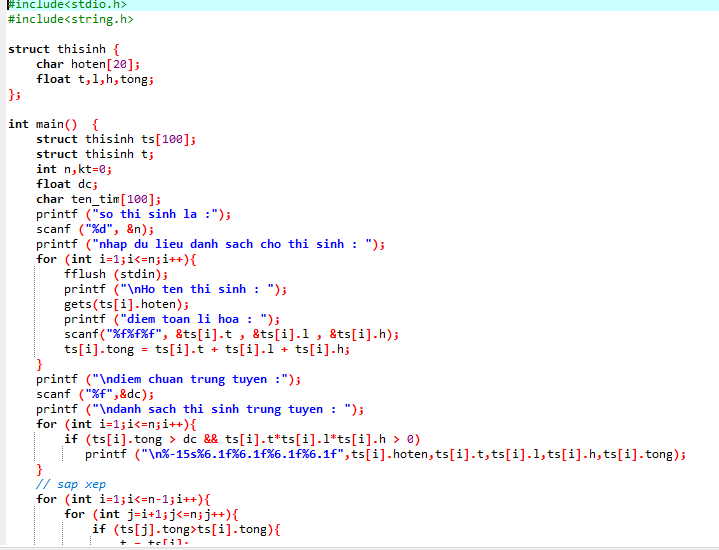 #include<stdio.h>
#include<string.h>
struct thisinh {
char hoten[20];
float t,l,h,tong;
};
int main()  {
struct thisinh ts[100];
struct thisinh t;
int n,kt=0;
float dc;
char ten_tim[100];
printf ("so thi sinh la :");
scanf ("%d", &n);
printf ("nhap du lieu danh sach cho thi sinh : ");
for (int i=1;i<=n;i++){
fflush (stdin);
printf ("\nHo ten thi sinh : ");
gets(ts[i].hoten);
printf ("diem toan li hoa : ");
scanf("%f%f%f", &ts[i].t , &ts[i].l , &ts[i].h);
ts[i].tong = ts[i].t + ts[i].l + ts[i].h;
}
printf ("\ndiem chuan trung tuyen :");
scanf ("%f",&dc);
printf ("\ndanh sach thi sinh trung tuyen : ");
for (int i=1;i<=n;i++){
if (ts[i].tong > dc && ts[i].t*ts[i].l*ts[i].h > 0)
printf ("\n%-15s%6.1f%6.1f%6.1f%6.1f",ts[i].hoten,ts[i].t,ts[i].l,ts[i].h,ts[i].tong);
}
// sap xep
for (int i=1;i<=n-1;i++){
for (int j=i+1;j<=n;j++){
if (ts[j].tong>ts[i].tong){
t = ts[i];